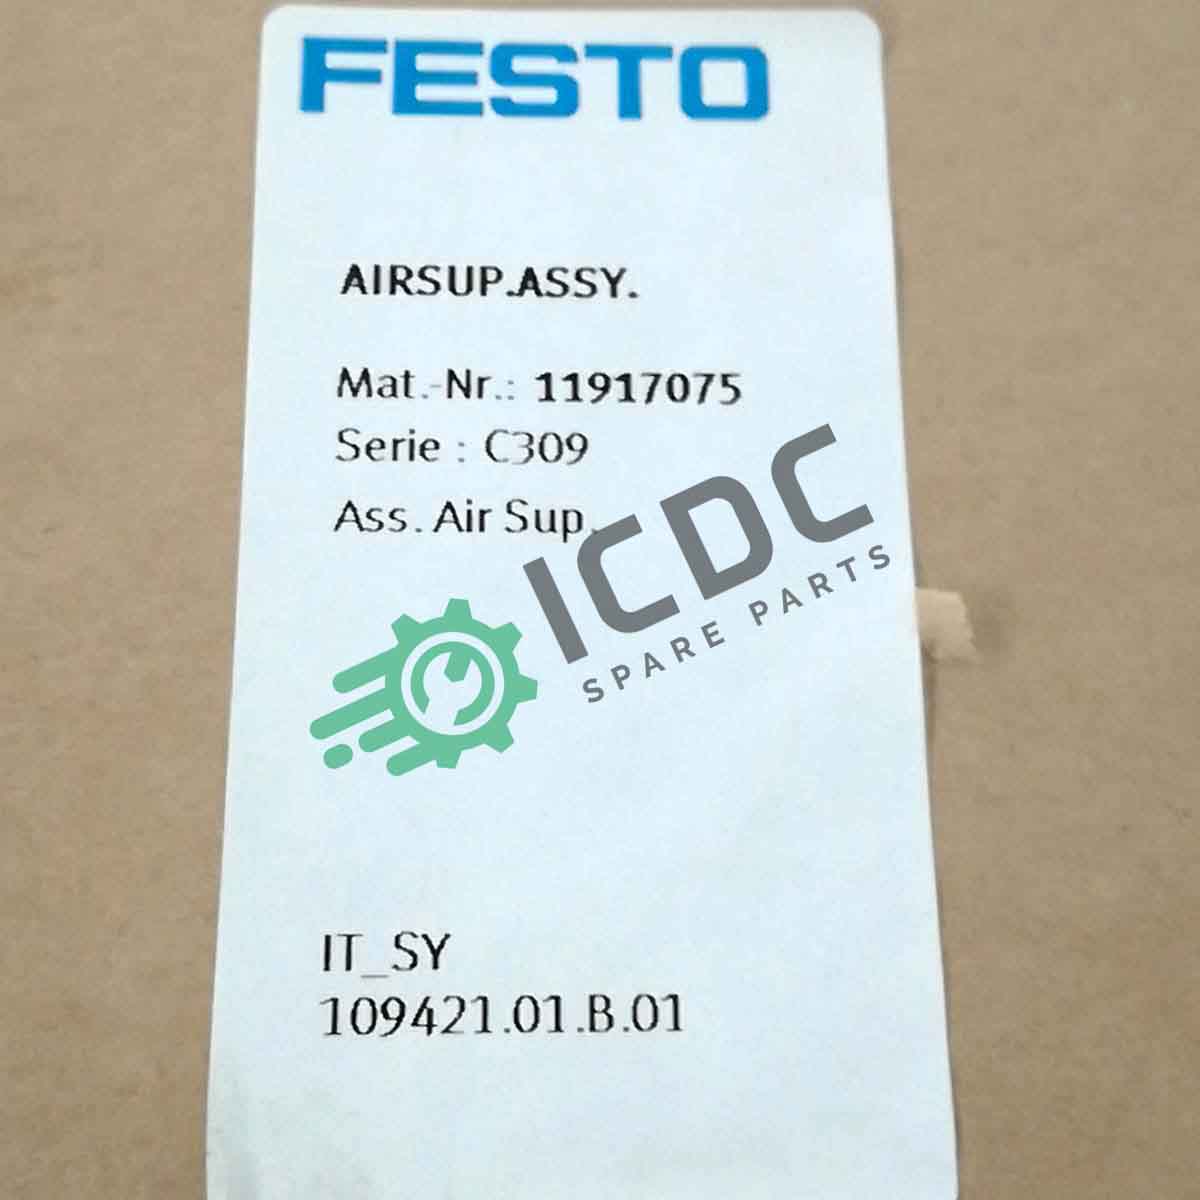 FESTO
AIRSUP.ASSY.
Mat.-Nr.: 11917075
Serie : C309
Ass. Air Sup.
ICDC
SPARE PARTS
IT_SY
109421.01.B.01